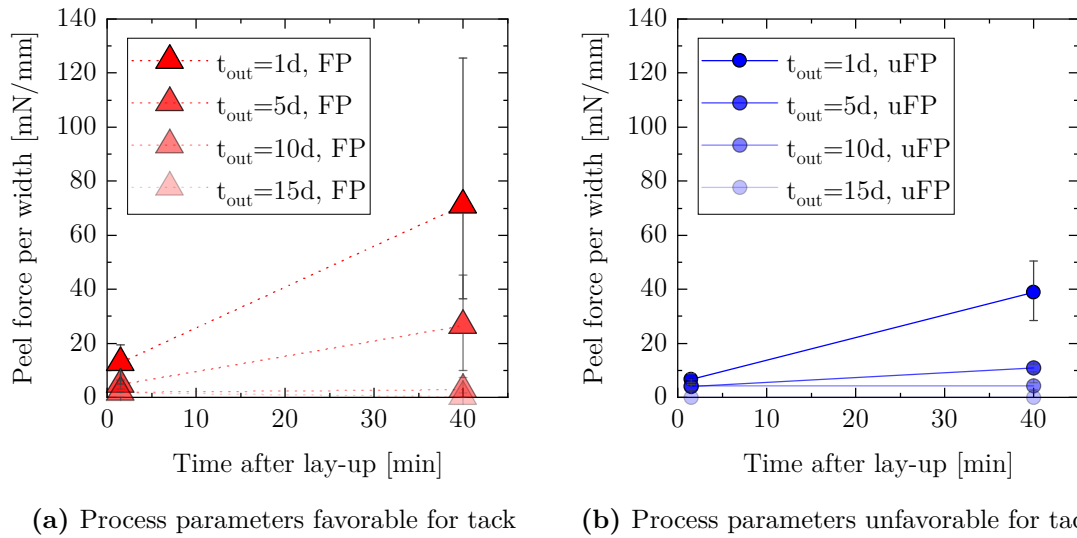 140
120
100
80
60
40
20
0
Peel force per width [mN/mm]
t_out=1d, FP
t_out=5d, FP
t_out=10d, FP
t_out=15d, FP
0 10 20 30 40
Time after lay-up [min]
(a) Process parameters favorable for tack
140
120
100
80
60
40
20
0
Peel force per width [mN/mm]
t_out=1d, uFP
t_out=5d, uFP
t_out=10d, uFP
t_out=15d, uFP
0 10 20 30 40
Time after lay-up [min]
(b) Process parameters unfavorable for tac